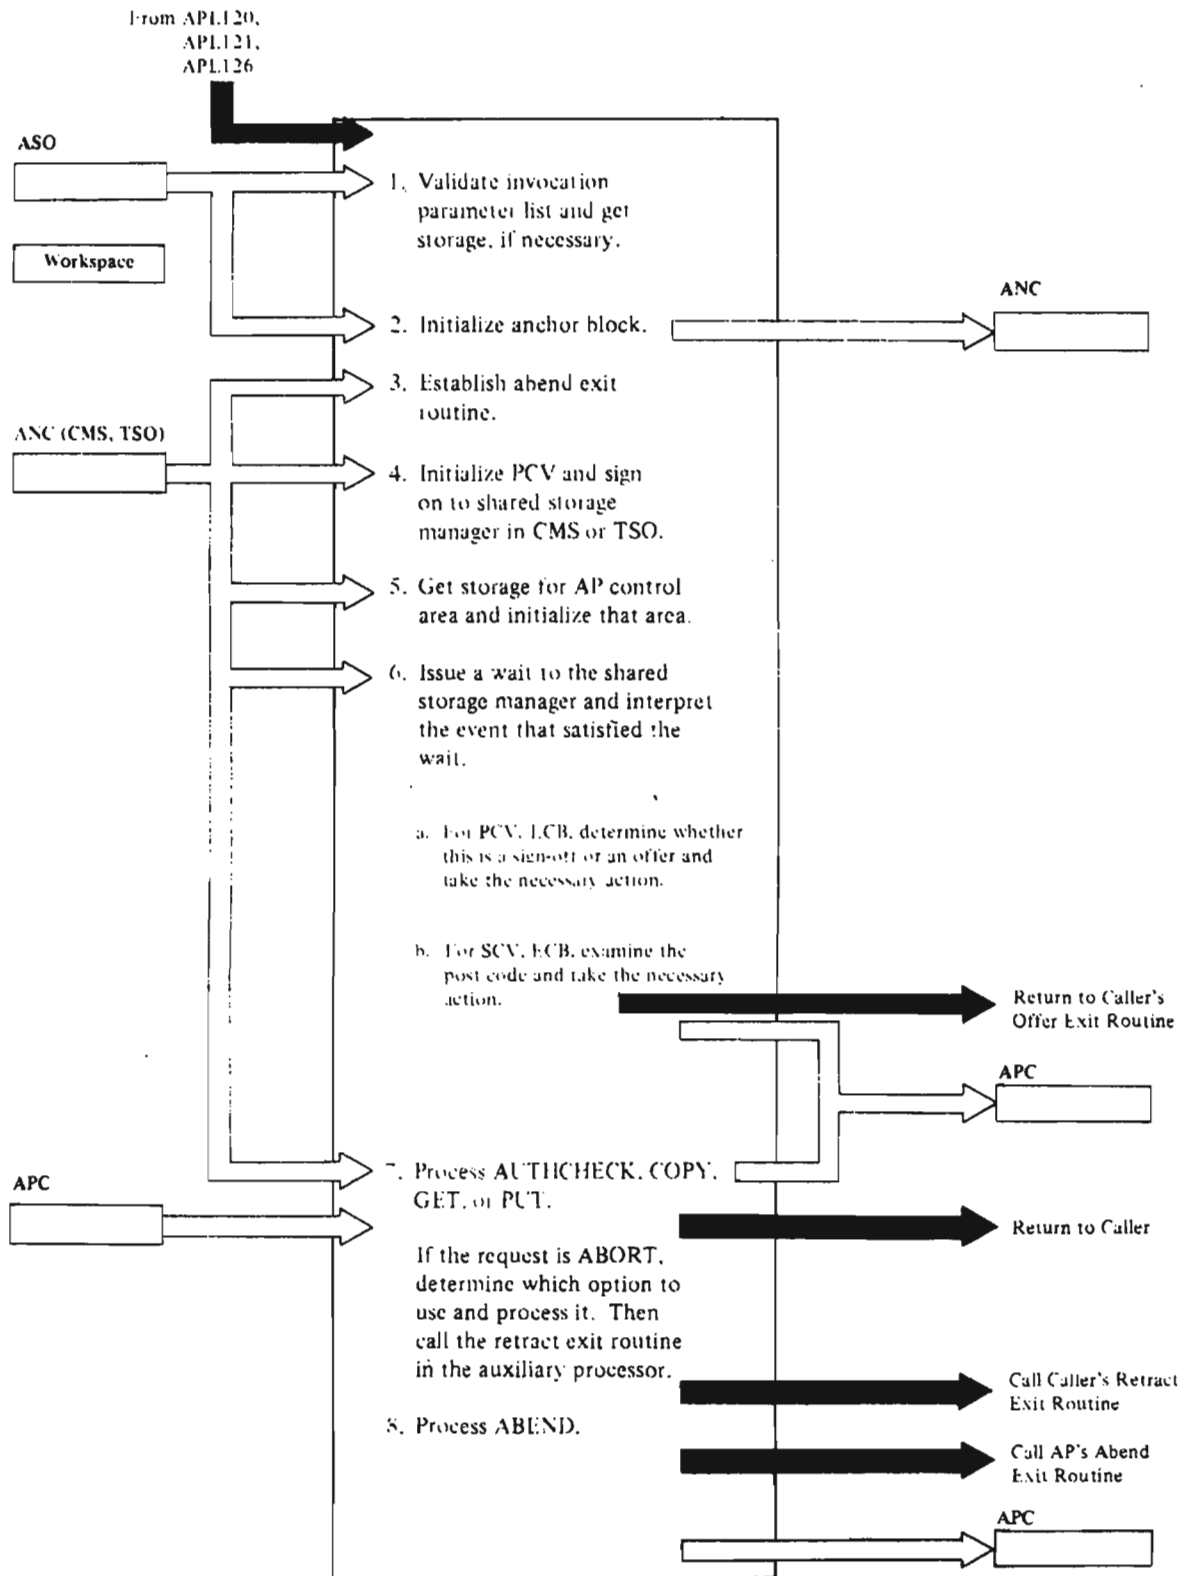 From APL120,
APL121,
APL126
ASO
1. Validate invocation
parameter list and get
storage, if necessary.
Workspace
ANC
2. Initialize anchor block.
3. Establish abend exit
routine.
ANC (CMS, TSO)
4. Initialize PCV and sign
on to shared storage
manager in CMS or TSO.
5. Get storage for AP control
area and initialize that area.
6. Issue a wait to the shared
storage manager and interpret
the event that satisfied the
wait.
a. For PCV, ECB, determine whether
this is a sign-off or an offer and
take the necessary action.
b. For SCV, ECB, examine the
post code and take the necessary
action.
Return to Caller's
Offer Exit Routine
APC
7. Process AUTHCHECK, COPY,
GET, or PUT.
APC
Return to Caller
If the request is ABORT,
determine which option to
use and process it. Then
call the retract exit routine
in the auxiliary processor.
Call Caller's Retract
Exit Routine
8. Process ABEND.
Call AP's Abend
Exit Routine
APC